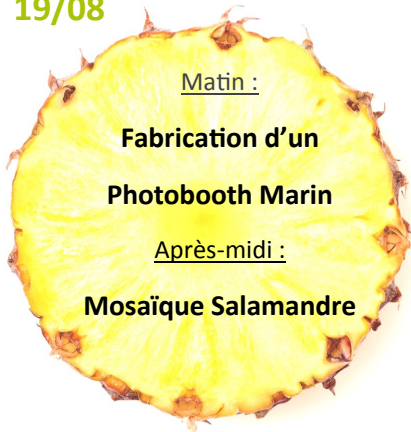 19/08
Matin :
Fabrication d’un
Photobooth Marin
Après-midi :
Mosaïque Salamandre